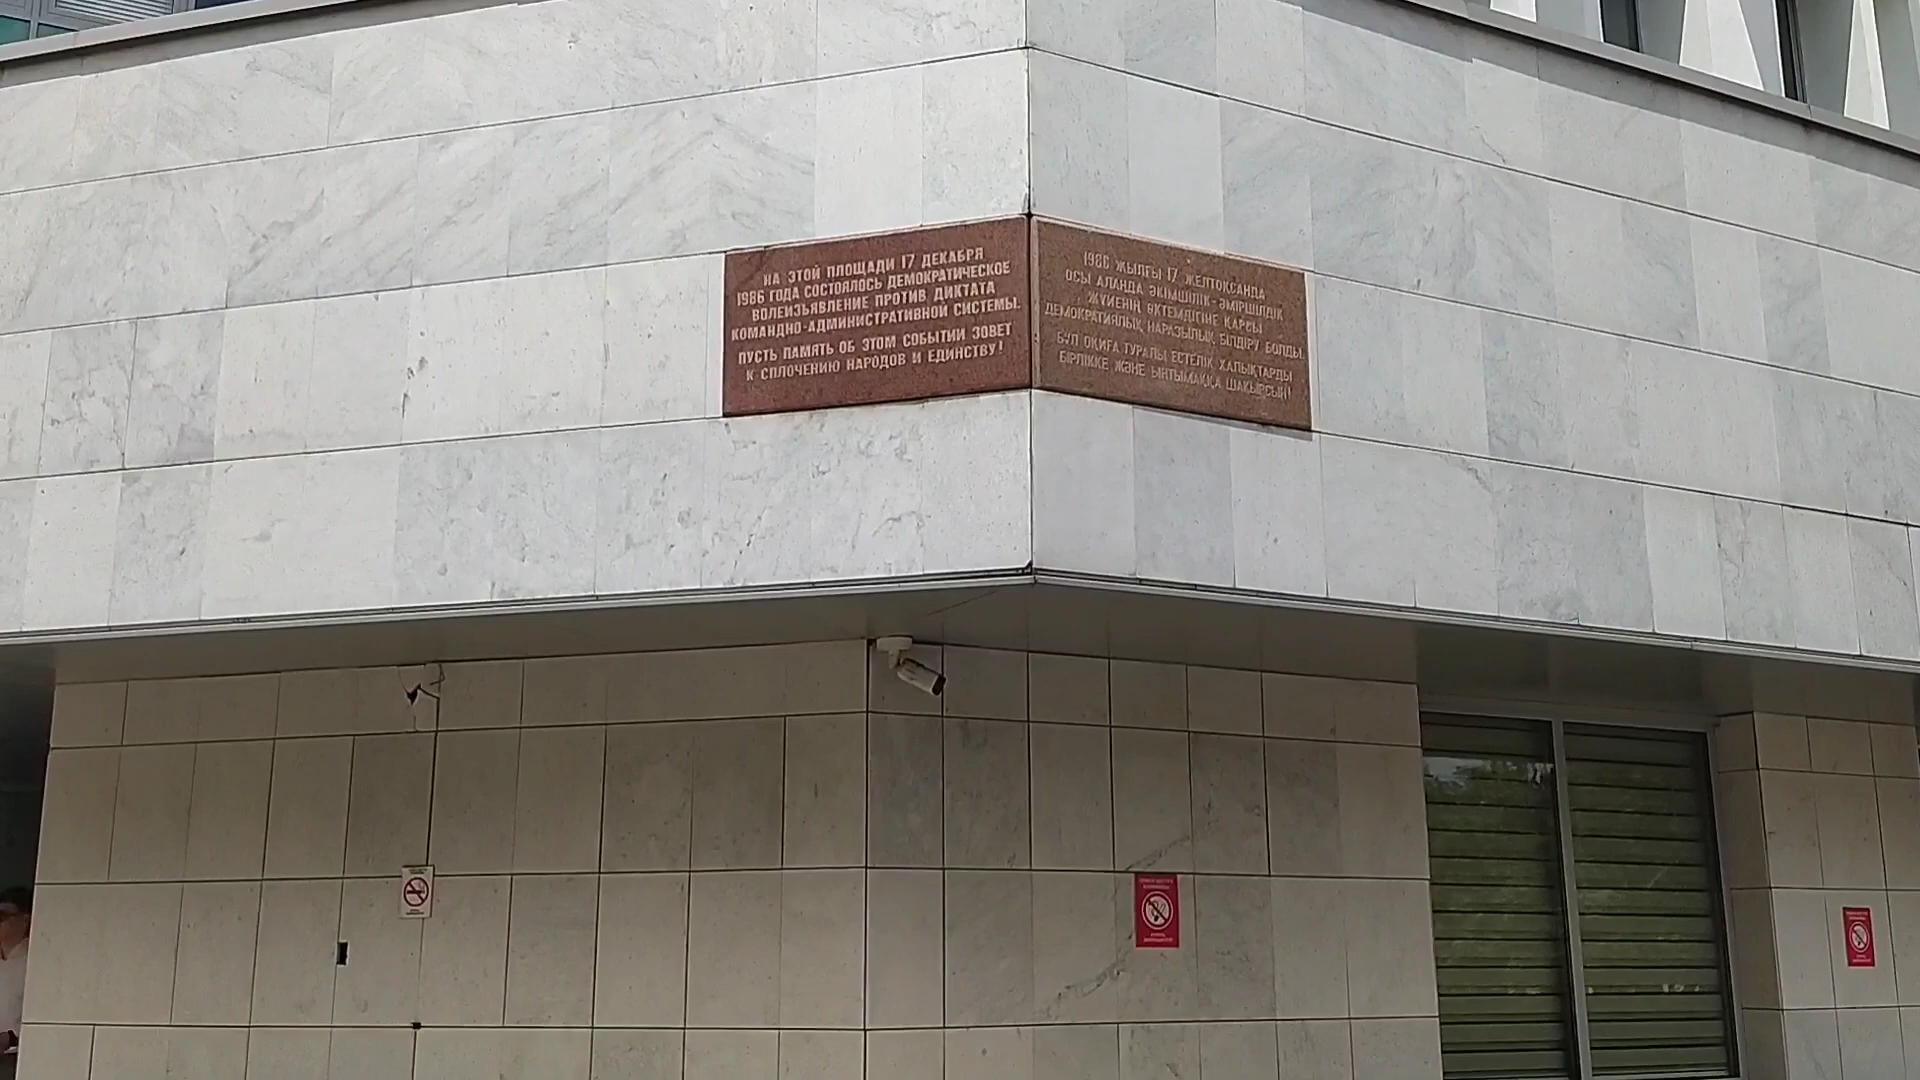 НА ЭТОЙ ПЛОЩАДИ 17 ДЕКАБРЯ
1986 ГОДА СОСТОЯЛОСЬ ДЕМОКРАТИЧЕСКОЕ
ВОЛЕИЗЪЯВЛЕНИЕ ПРОТИВ ДИКТАТА
КОМАНДНО-АДМИНИСТРАТИВНОЙ СИСТЕМЫ.
ПУСТЬ ПАМЯТЬ ОБ ЭТОМ СОБЫТИИ ЗОВЕТ
К СПЛОЧЕНИЮ НАРОДОВ И ЕДИНСТВУ!
1986 ЖЫЛҒЫ 17 ЖЕЛТОҚСАНДА
ОСЫ АЛАҢДА ӘКІМШІЛІК-ӘМІРШІЛДІК
ЖҮЙЕНІҢ ӨКТЕМДІГІНЕ ҚАРСЫ
ДЕМОКРАТИЯЛЫҚ НАРАЗЫЛЫҚ БІЛДІРУ БОЛДЫ.
БҰЛ ОҚИҒА ТУРАЛЫ ЕСТЕЛІК ХАЛЫҚТАРДЫ
БІРЛІККЕ ЖӘНЕ ЫНТЫМАҚҚА ШАҚЫРСЫН!